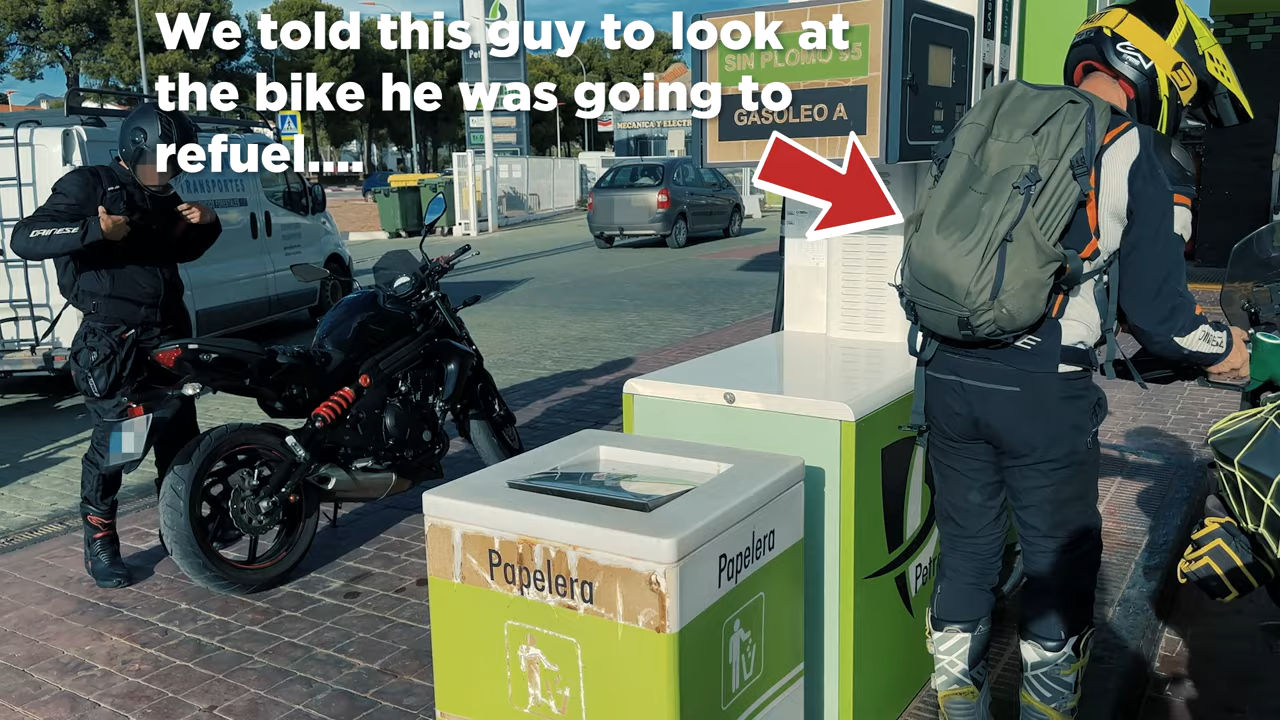 We told this guy to look at
the bike he was going to
refuel....
SIN PLOMO 95
GASOLEO A
TRANSPORTES
MECANICA Y ELECTR
DAINESE
Papelera
Papelera
Petr